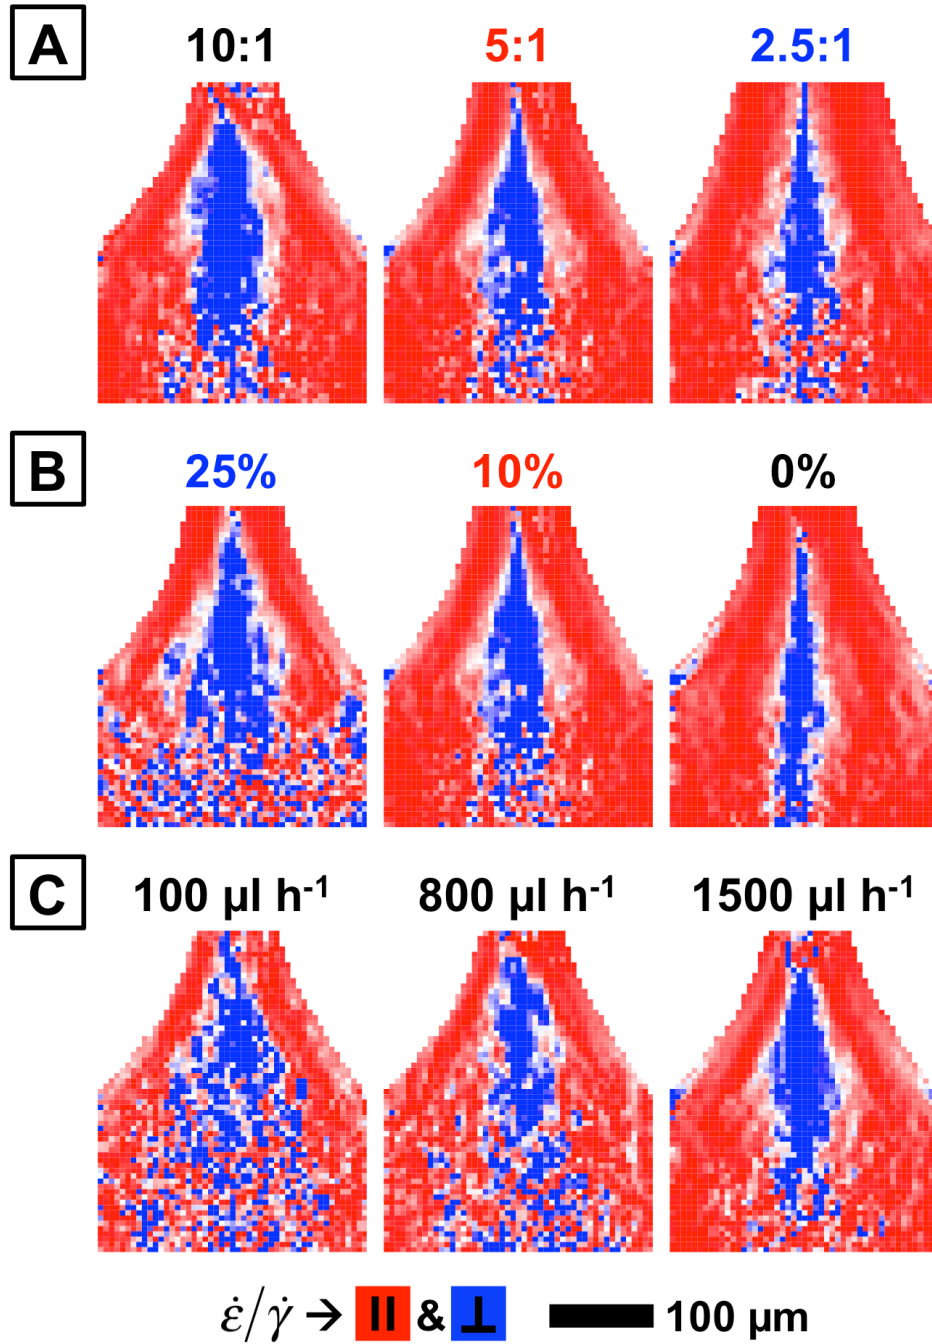 A
10:1 5:1 2.5:1
B
25% 10% 0%
C
100 µl h⁻¹ 800 µl h⁻¹ 1500 µl h⁻¹
ε̇/γ̇ → || & ⊥ 100 µm